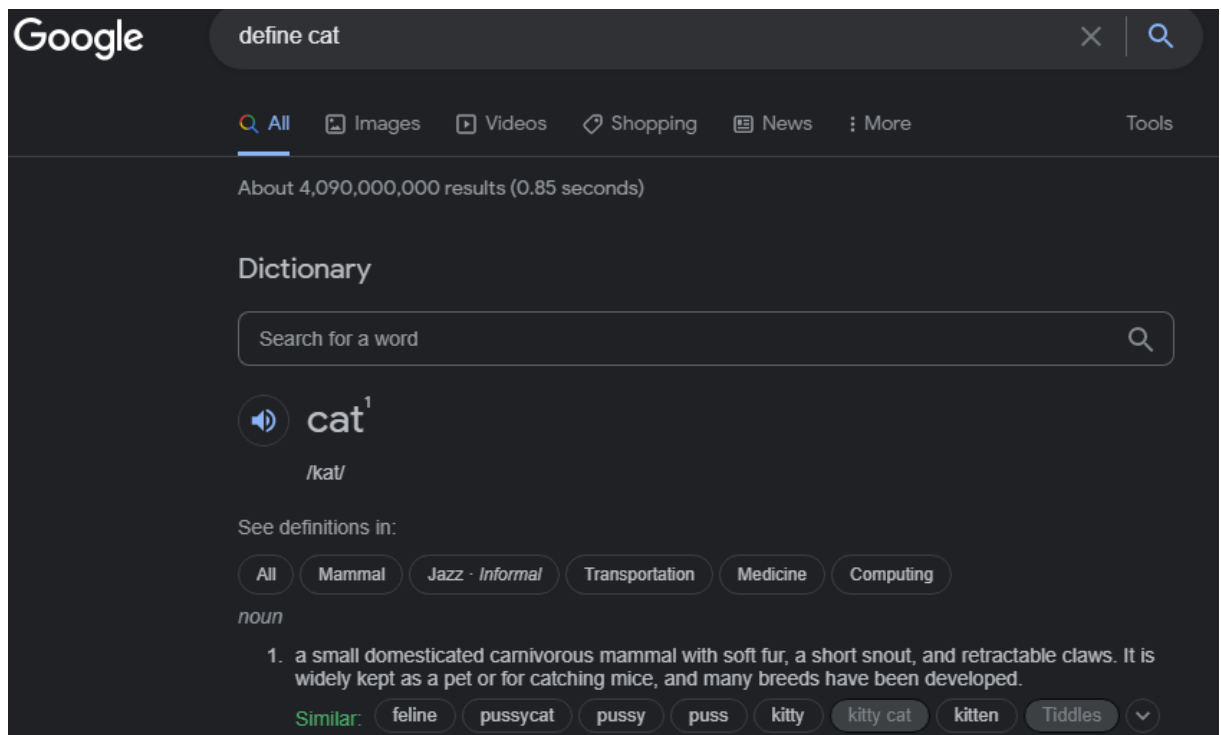 Google define cat
All Images Videos Shopping News More Tools
About 4,090,000,000 results (0.85 seconds)
Dictionary
Search for a word
cat¹
/kat/
See definitions in:
All Mammal Jazz · Informal Transportation Medicine Computing
noun
1. a small domesticated carnivorous mammal with soft fur, a short snout, and retractable claws. It is
widely kept as a pet or for catching mice, and many breeds have been developed.
Similar: feline pussycat pussy puss kitty kitty cat kitten Tiddles